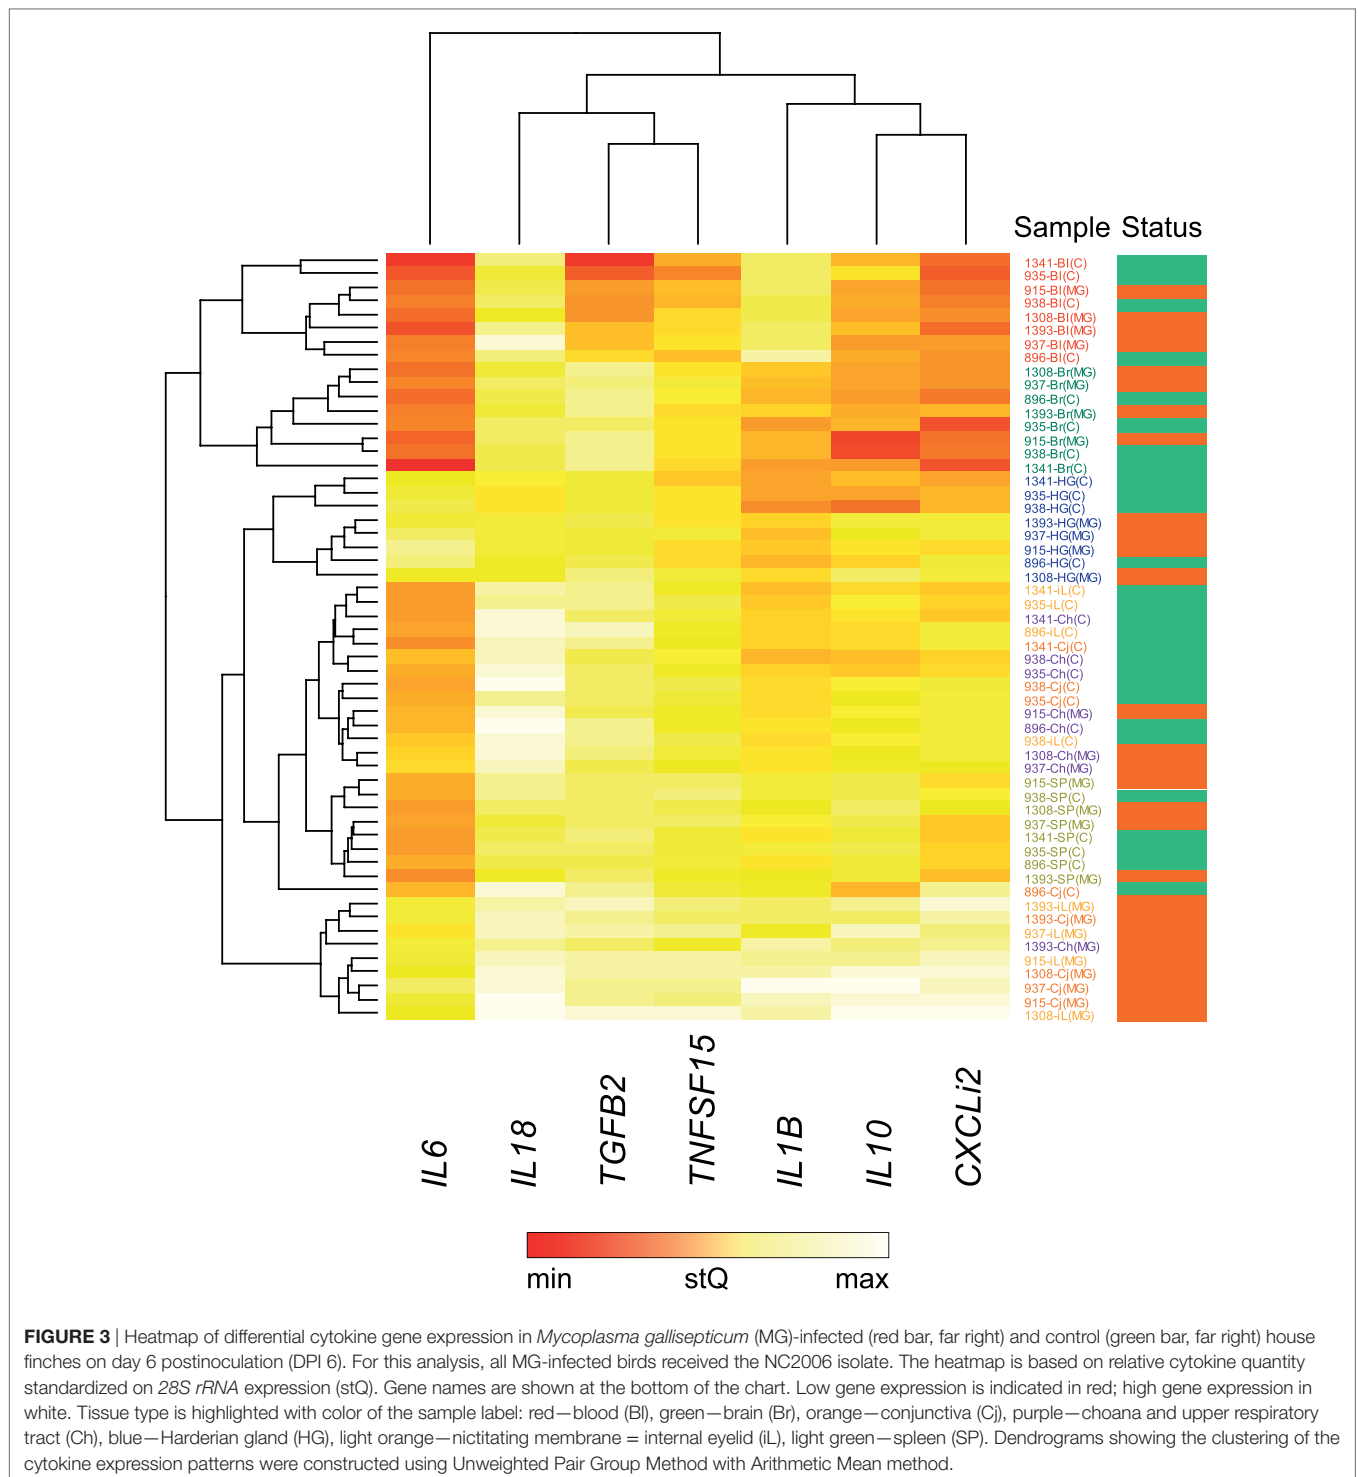 Sample Status
1341-Bl(C)
935-Bl(C)
915-Bl(MG)
938-Bl(C)
1308-Bl(MG)
1393-Bl(MG)
937-Bl(MG)
896-Bl(C)
1308-Br(MG)
937-Br(MG)
896-Br(C)
1393-Br(MG)
935-Br(C)
915-Br(MG)
938-Br(C)
1341-Br(C)
1341-HG(C)
935-HG(C)
938-HG(C)
1393-HG(MG)
937-HG(MG)
915-HG(MG)
896-HG(C)
1308-HG(MG)
1341-iL(C)
935-iL(C)
1341-Ch(C)
896-iL(C)
1341-Cj(C)
938-Ch(C)
935-Ch(C)
938-Cj(C)
935-Cj(C)
915-Ch(MG)
896-Ch(C)
938-iL(C)
1308-Ch(MG)
937-Ch(MG)
915-SP(MG)
938-SP(C)
1308-SP(MG)
937-SP(MG)
1341-SP(C)
935-SP(C)
896-SP(C)
1393-SP(MG)
896-Cj(C)
1393-iL(MG)
1393-Cj(MG)
937-iL(MG)
1393-Ch(MG)
915-iL(MG)
1308-Cj(MG)
937-Cj(MG)
915-Cj(MG)
1308-iL(MG)
IL6
IL18
TGFB2
TNFSF15
IL1B
IL10
CXCLi2
min stQ max
FIGURE 3 | Heatmap of differential cytokine gene expression in Mycoplasma gallisepticum (MG)-infected (red bar, far right) and control (green bar, far right) house
finches on day 6 postinoculation (DPI 6). For this analysis, all MG-infected birds received the NC2006 isolate. The heatmap is based on relative cytokine quantity
standardized on 28S rRNA expression (stQ). Gene names are shown at the bottom of the chart. Low gene expression is indicated in red; high gene expression in
white. Tissue type is highlighted with color of the sample label: red—blood (Bl), green—brain (Br), orange—conjunctiva (Cj), purple—choana and upper respiratory
tract (Ch), blue—Harderian gland (HG), light orange—nictitating membrane = internal eyelid (iL), light green—spleen (SP). Dendrograms showing the clustering of the
cytokine expression patterns were constructed using Unweighted Pair Group Method with Arithmetic Mean method.